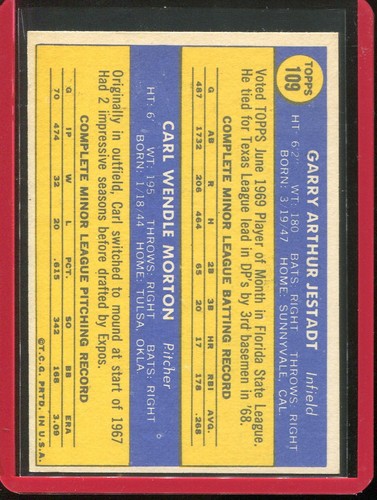 TOPPS
109
GARRY ARTHUR JESTADT Infield
HT: 6'2" WT: 180 BATS: RIGHT THROWS: RIGHT
BORN: 3/19/47 HOME: SUNNYVALE, CAL.
Voted TOPPS June 1969 Player of Month in Florida State League.
He tied for Texas League lead in DP's by 3rd basemen in '68.
COMPLETE MINOR LEAGUE BATTING RECORD
G AB R H 2B 3B HR RBI AVG.
487 1732 206 464 65 20 17 178 .268
CARL WENDLE MORTON Pitcher
HT: 6' WT: 195 THROWS: RIGHT BATS: RIGHT
BORN: 1/18/44 HOME: TULSA, OKLA.
Originally in outfield, Carl switched to mound at start of 1967
Had 2 impressive seasons before drafted by Expos.
COMPLETE MINOR LEAGUE PITCHING RECORD
G IP W L PCT. SO BB ERA
70 474 32 20 .615 342 168 3.09
©T.C.G. PRTD. IN U.S.A.